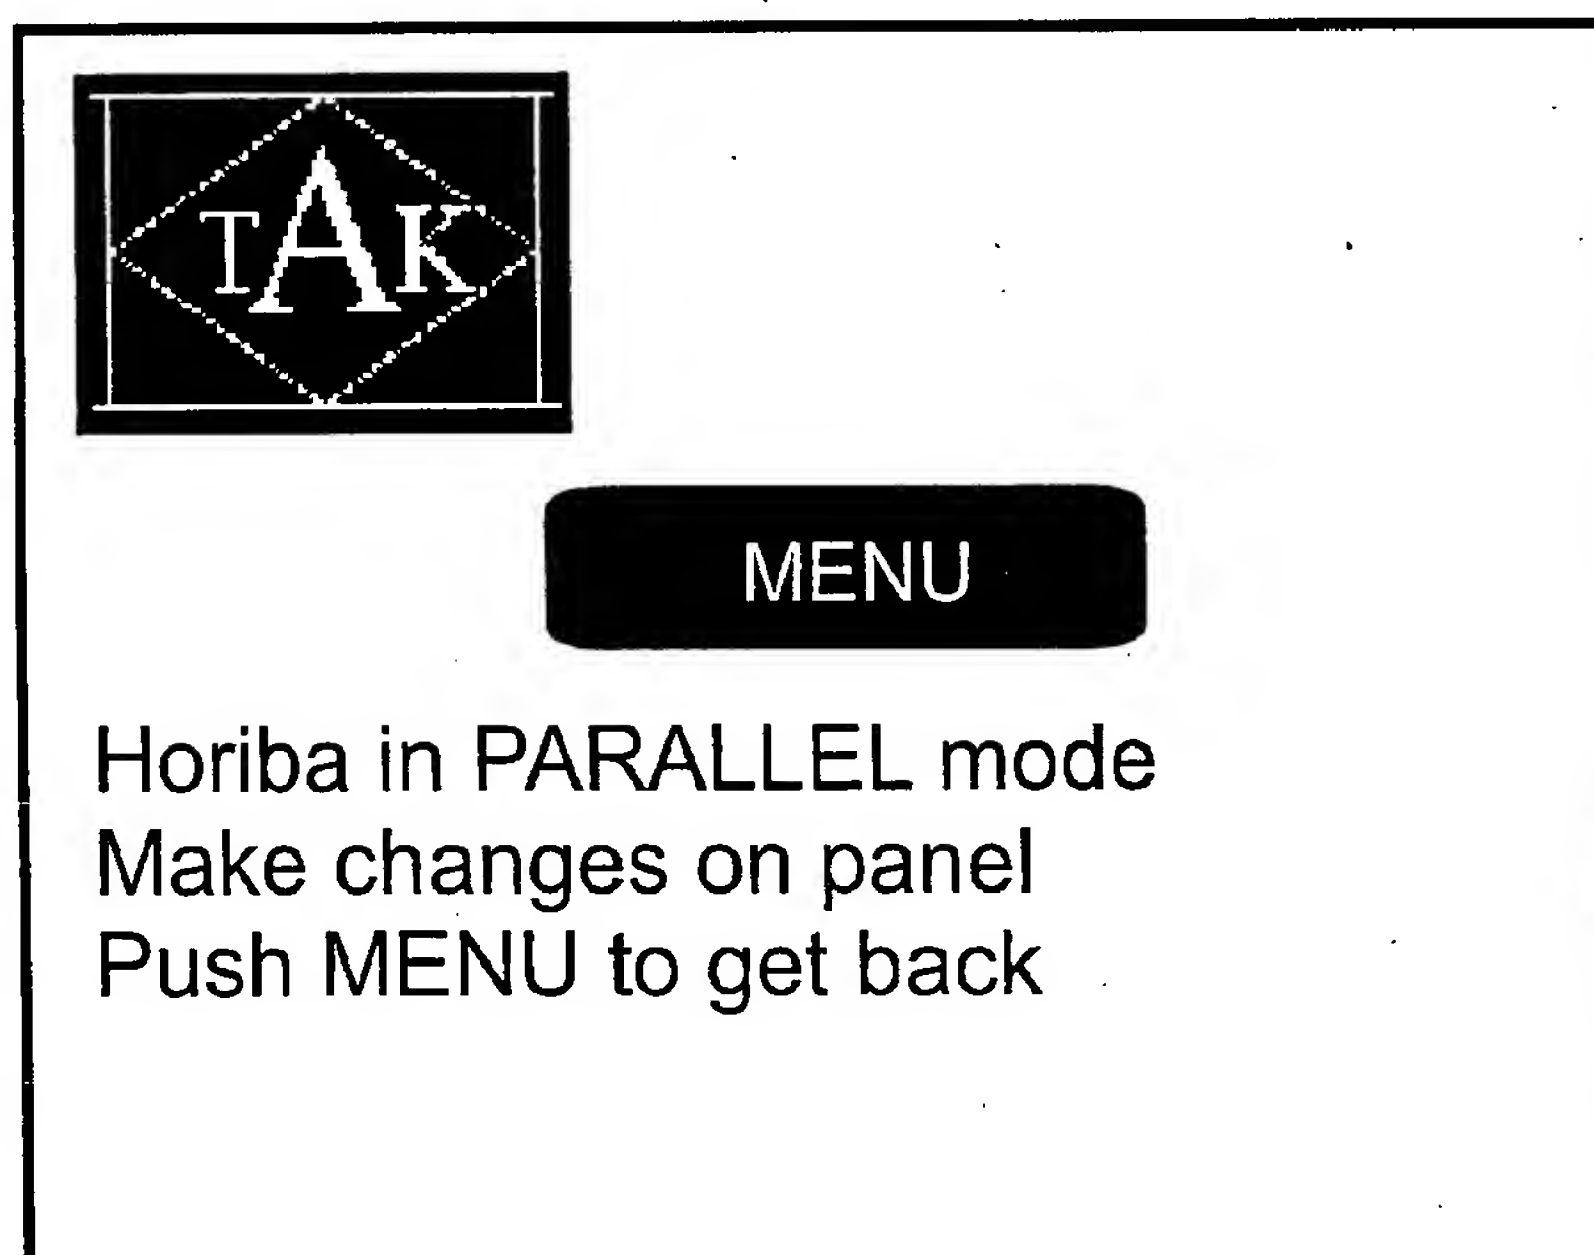 TAK
MENU
Horiba in PARALLEL mode
Make changes on panel
Push MENU to get back